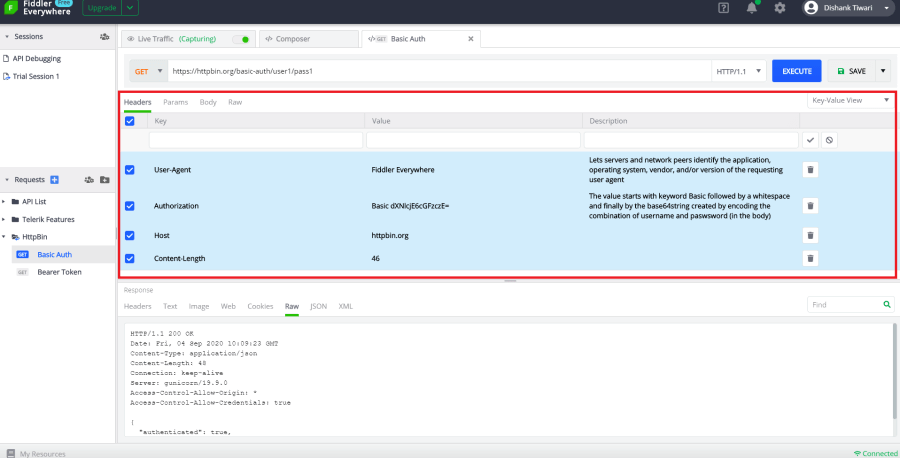 Fiddler Free
Everywhere
Upgrade
Dishank Tiwari
Sessions
API Debugging
Trial Session 1
Requests
API List
Telerik Features
HttpBin
GET Basic Auth
GET Bearer Token
My Resources
Live Traffic (Capturing)
</> Composer
</> GET Basic Auth ×
GET https://httpbin.org/basic-auth/user1/pass1 HTTP/1.1 EXECUTE SAVE
Headers Params Body Raw Key-Value View
Key Value Description
User-Agent Fiddler Everywhere
Lets servers and network peers identify the application,
operating system, vendor, and/or version of the requesting
user agent
Authorization Basic dXNlcjE6cGFzczE=
The value starts with keyword Basic followed by a whitespace
and finally by the base64string created by encoding the
combination of username and paswsword (in the body)
Host httpbin.org
Content-Length 46
Response
Headers Text Image Web Cookies Raw JSON XML Find
HTTP/1.1 200 OK
Date: Fri, 04 Sep 2020 10:09:23 GMT
Content-Type: application/json
Content-Length: 48
Connection: keep-alive
Server: gunicorn/19.9.0
Access-Control-Allow-Origin: *
Access-Control-Allow-Credentials: true
{
"authenticated": true,
Connected